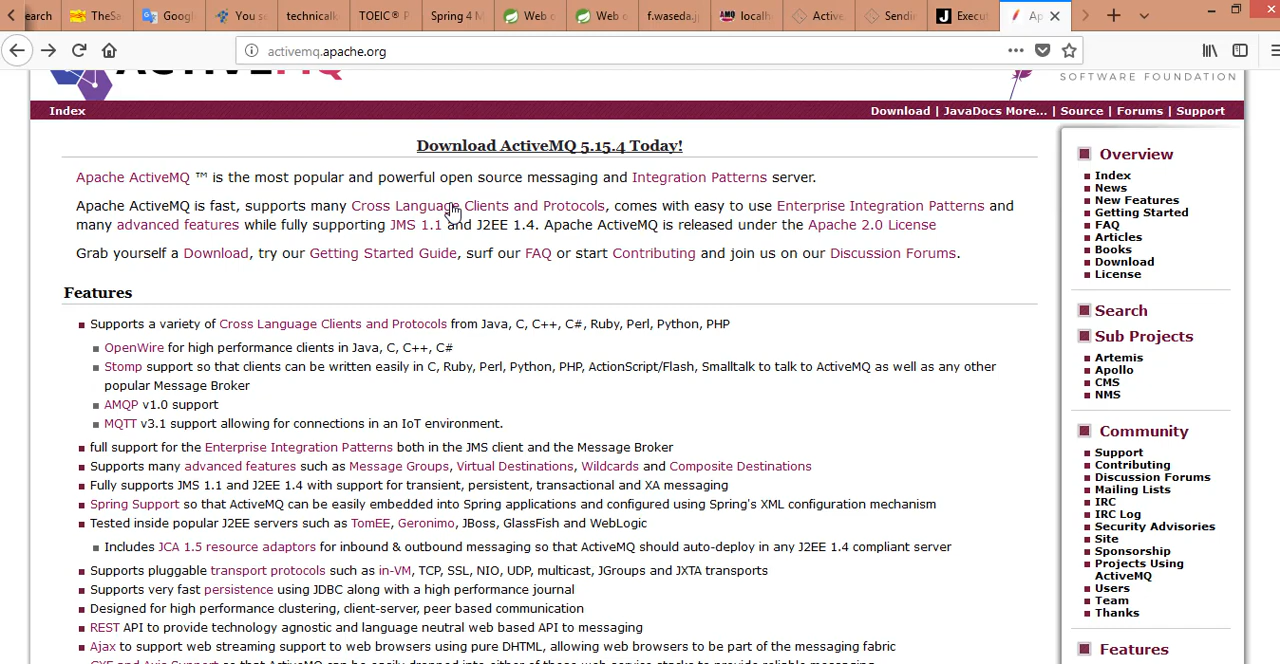 earch
TheSa
Googl
You s
technicalk
TOEIC® P
Spring 4 M
Web o
Web o
f.waseda.j
localh
Active
Sendi
Execut
Ap
activemq.apache.org
SOFTWARE FOUNDATION
Index
Download | JavaDocs More... | Source | Forums | Support
Download ActiveMQ 5.15.4 Today!
Apache ActiveMQ ™ is the most popular and powerful open source messaging and Integration Patterns server.
Apache ActiveMQ is fast, supports many Cross Language Clients and Protocols, comes with easy to use Enterprise Integration Patterns and
many advanced features while fully supporting JMS 1.1 and J2EE 1.4. Apache ActiveMQ is released under the Apache 2.0 License
Grab yourself a Download, try our Getting Started Guide, surf our FAQ or start Contributing and join us on our Discussion Forums.
Features
Supports a variety of Cross Language Clients and Protocols from Java, C, C++, C#, Ruby, Perl, Python, PHP
OpenWire for high performance clients in Java, C, C++, C#
Stomp support so that clients can be written easily in C, Ruby, Perl, Python, PHP, ActionScript/Flash, Smalltalk to talk to ActiveMQ as well as any other
popular Message Broker
AMQP v1.0 support
MQTT v3.1 support allowing for connections in an IoT environment.
full support for the Enterprise Integration Patterns both in the JMS client and the Message Broker
Supports many advanced features such as Message Groups, Virtual Destinations, Wildcards and Composite Destinations
Fully supports JMS 1.1 and J2EE 1.4 with support for transient, persistent, transactional and XA messaging
Spring Support so that ActiveMQ can be easily embedded into Spring applications and configured using Spring's XML configuration mechanism
Tested inside popular J2EE servers such as TomEE, Geronimo, JBoss, GlassFish and WebLogic
Includes JCA 1.5 resource adaptors for inbound & outbound messaging so that ActiveMQ should auto-deploy in any J2EE 1.4 compliant server
Supports pluggable transport protocols such as in-VM, TCP, SSL, NIO, UDP, multicast, JGroups and JXTA transports
Supports very fast persistence using JDBC along with a high performance journal
Designed for high performance clustering, client-server, peer based communication
REST API to provide technology agnostic and language neutral web based API to messaging
Ajax to support web streaming support to web browsers using pure DHTML, allowing web browsers to be part of the messaging fabric
Overview
Index
News
New Features
Getting Started
FAQ
Articles
Books
Download
License
Search
Sub Projects
Artemis
Apollo
CMS
NMS
Community
Support
Contributing
Discussion Forums
Mailing Lists
IRC
IRC Log
Security Advisories
Site
Sponsorship
Projects Using
ActiveMQ
Users
Team
Thanks
Features